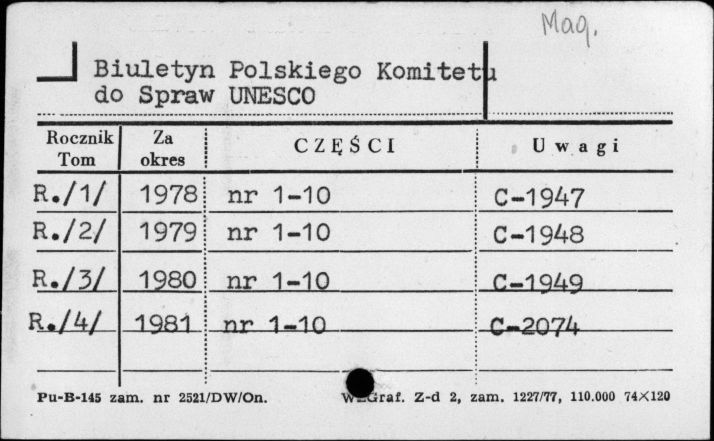 Mag.
Biuletyn Polskiego Komitetu
do Spraw UNESCO
Rocznik Tom Za okres CZĘŚCI Uwagi
R./1/ 1978 nr 1-10 C-1947
R./2/ 1979 nr 1-10 C-1948
R./3/ 1980 nr 1-10 C-1949
R./4/ 1981 nr 1-10 C-2074
Pu-B-145 zam. nr 2521/DW/On. WZGraf. Z-d 2, zam. 1227/77, 110.000 74×120